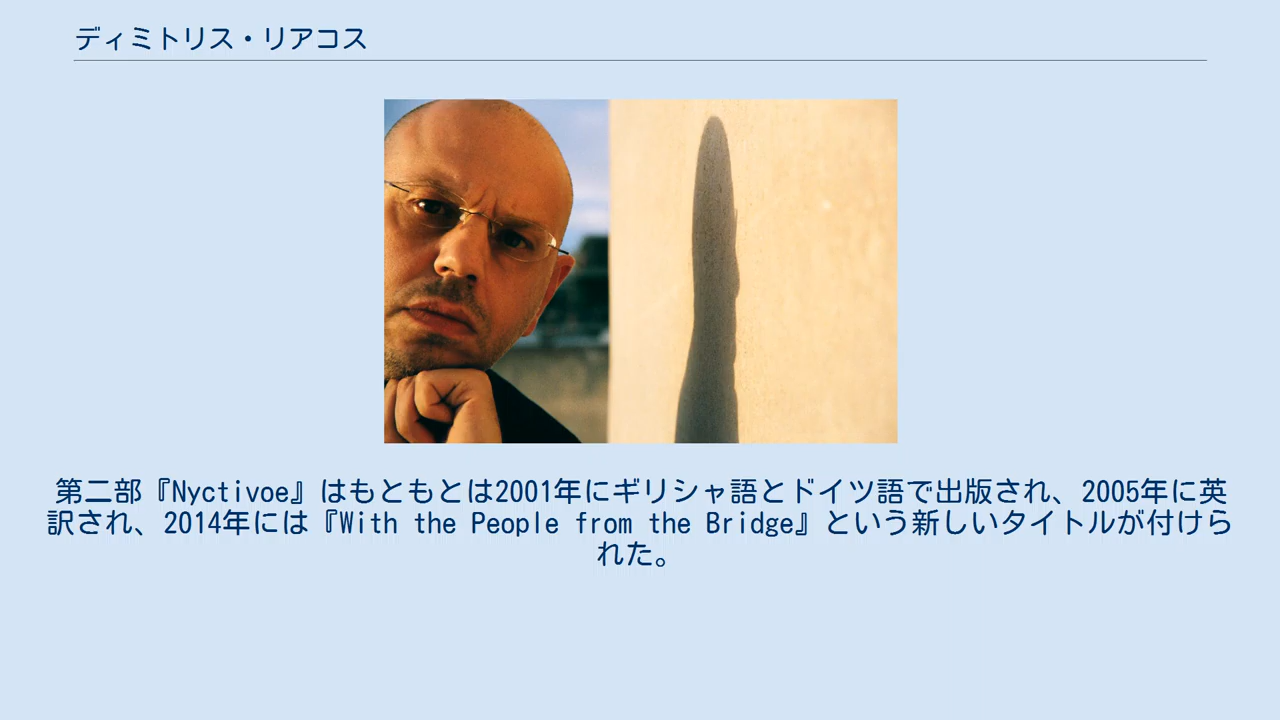 ディミトリス・リアコス
第二部『Nyctivoe』はもともとは2001年にギリシャ語とドイツ語で出版され、2005年に英
訳され、2014年には『With the People from the Bridge』という新しいタイトルが付けら
れた。